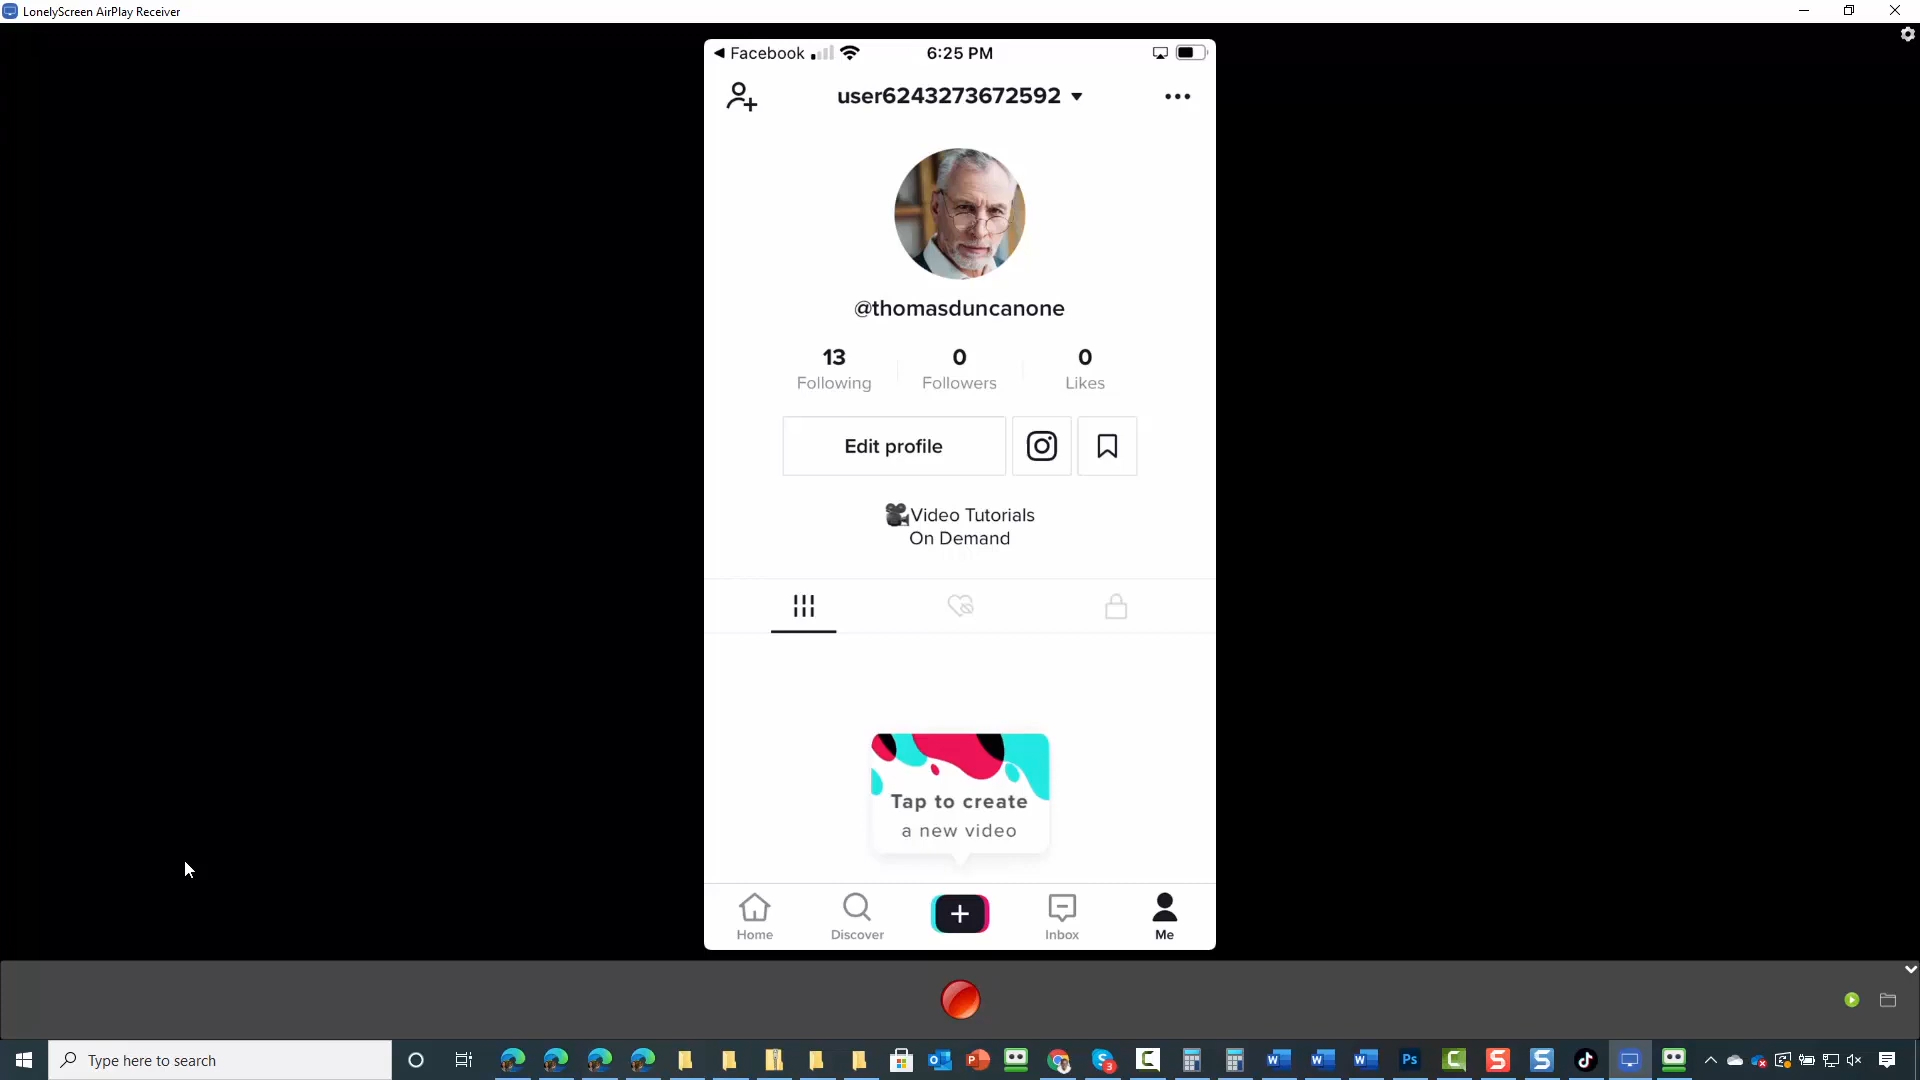 LonelyScreen AirPlay Receiver
Facebook
6:25 PM
user6243273672592
@thomasduncanone
13
0
0
Following
Followers
Likes
Edit profile
Video Tutorials
On Demand
Tap to create
a new video
Home
Discover
Inbox
Me
Type here to search